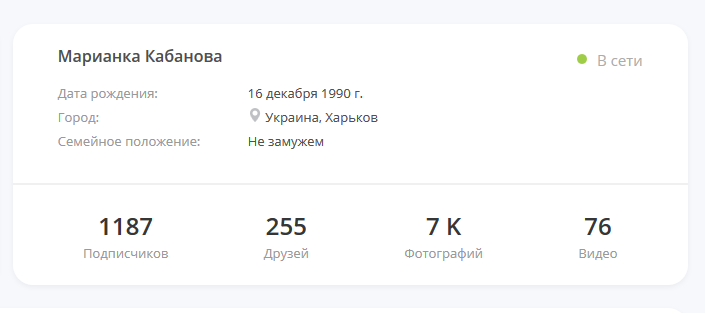 Марианка Кабанова
В сети
Дата рождения: 16 декабря 1990 г.
Город: Украина, Харьков
Семейное положение: Не замужем
1187 255 7 К 76
Подписчиков Друзей Фотографий Видео